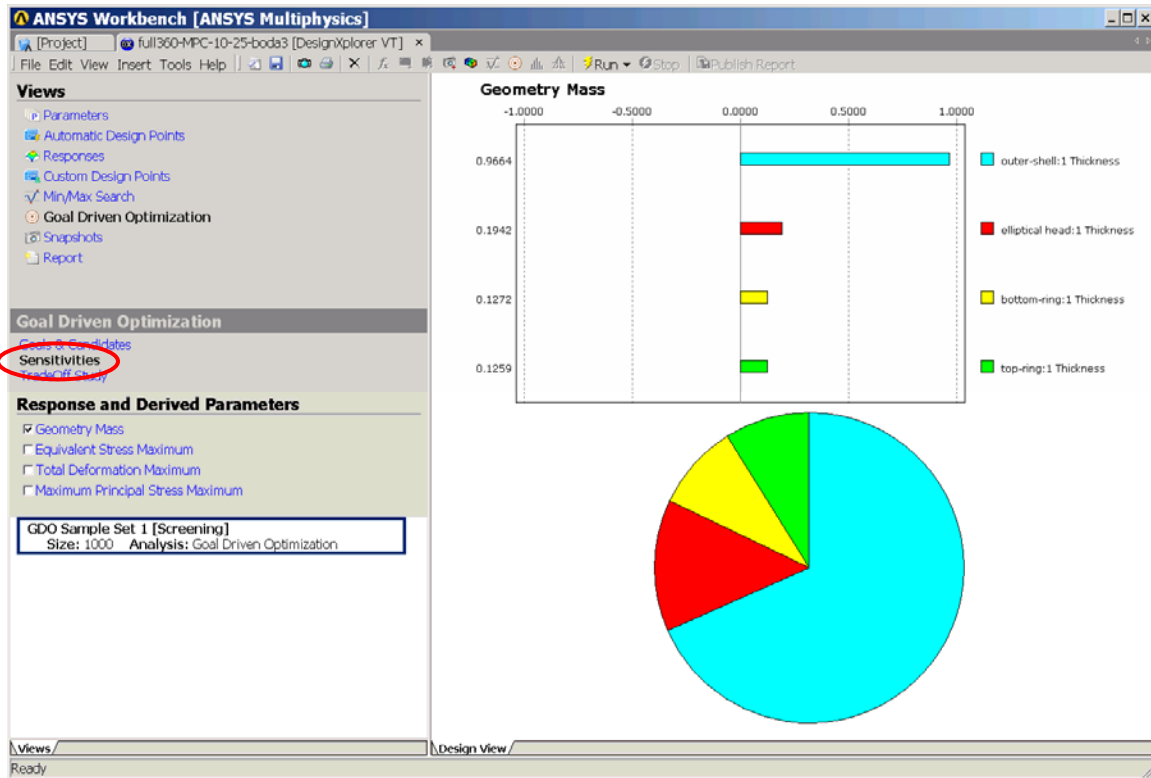 ANSYS Workbench [ANSYS Multiphysics]
[Project] full360-MPC-10-25-boda3 [DesignXplorer VT] ×
File Edit View Insert Tools Help Run Stop Publish Report
Views
Parameters
Automatic Design Points
Responses
Custom Design Points
Min/Max Search
Goal Driven Optimization
Snapshots
Report
Goal Driven Optimization
Goals & Candidates
Sensitivities
TradeOff Study
Response and Derived Parameters
Geometry Mass
Equivalent Stress Maximum
Total Deformation Maximum
Maximum Principal Stress Maximum
GDO Sample Set 1 [Screening]
Size: 1000 Analysis: Goal Driven Optimization
Geometry Mass
-1.0000 -0.5000 0.0000 0.5000 1.0000
0.9664 outer-shell:1 Thickness
0.1942 elliptical head:1 Thickness
0.1272 bottom-ring:1 Thickness
0.1259 top-ring:1 Thickness
Views Design View
Ready